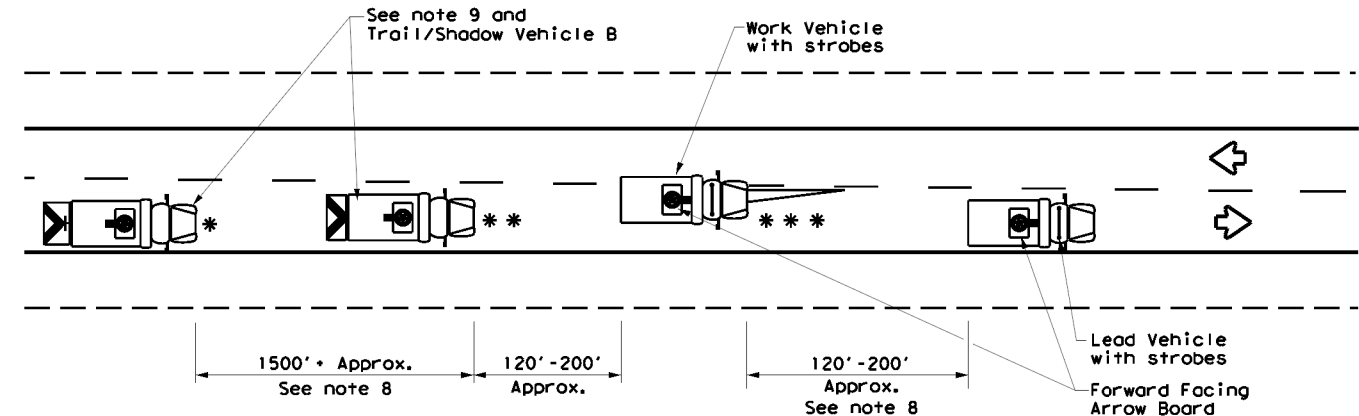 See note 9 and
Trail/Shadow Vehicle B
Work Vehicle
with strobes
*
* *
* * *
1500'+ Approx.
See note 8
120'-200'
Approx.
120'-200'
Approx.
See note 8
Lead Vehicle
with strobes
Forward Facing
Arrow Board